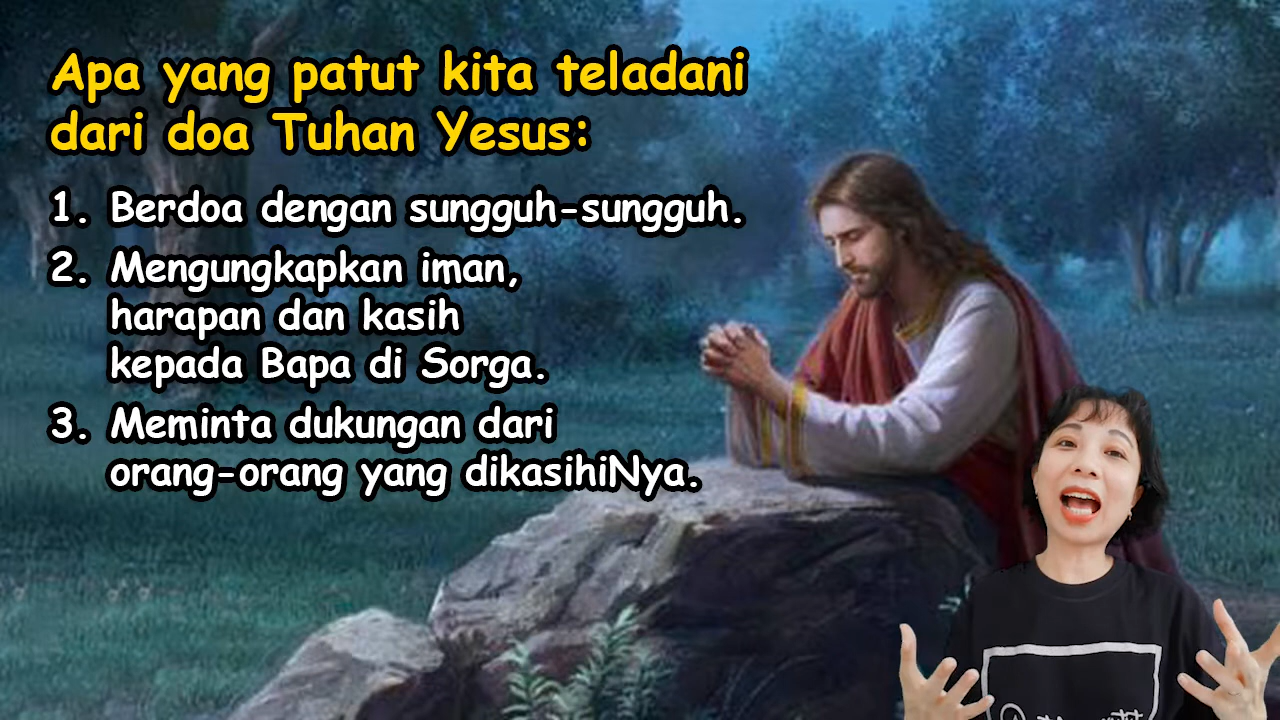 Apa yang patut kita teladani
dari doa Tuhan Yesus:
1. Berdoa dengan sungguh-sungguh.
2. Mengungkapkan iman,
harapan dan kasih
kepada Bapa di Sorga.
3. Meminta dukungan dari
orang-orang yang dikasihiNya.